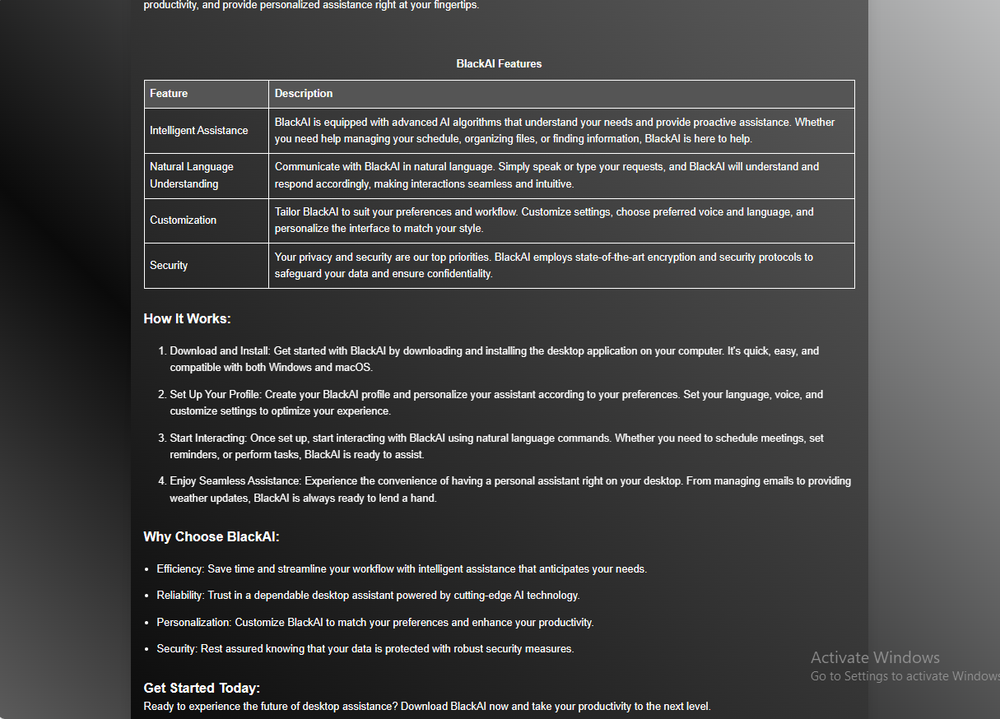 productivity, and provide personalized assistance right at your fingertips.
BlackAI Features
Feature
Description
Intelligent Assistance
BlackAI is equipped with advanced AI algorithms that understand your needs and provide proactive assistance. Whether
you need help managing your schedule, organizing files, or finding information, BlackAI is here to help.
Natural Language
Understanding
Communicate with BlackAI in natural language. Simply speak or type your requests, and BlackAI will understand and
respond accordingly, making interactions seamless and intuitive.
Customization
Tailor BlackAI to suit your preferences and workflow. Customize settings, choose preferred voice and language, and
personalize the interface to match your style.
Security
Your privacy and security are our top priorities. BlackAI employs state-of-the-art encryption and security protocols to
safeguard your data and ensure confidentiality.
How It Works:
1. Download and Install: Get started with BlackAI by downloading and installing the desktop application on your computer. It's quick, easy, and
compatible with both Windows and macOS.
2. Set Up Your Profile: Create your BlackAI profile and personalize your assistant according to your preferences. Set your language, voice, and
customize settings to optimize your experience.
3. Start Interacting: Once set up, start interacting with BlackAI using natural language commands. Whether you need to schedule meetings, set
reminders, or perform tasks, BlackAI is ready to assist.
4. Enjoy Seamless Assistance: Experience the convenience of having a personal assistant right on your desktop. From managing emails to providing
weather updates, BlackAI is always ready to lend a hand.
Why Choose BlackAI:
• Efficiency: Save time and streamline your workflow with intelligent assistance that anticipates your needs.
• Reliability: Trust in a dependable desktop assistant powered by cutting-edge AI technology.
• Personalization: Customize BlackAI to match your preferences and enhance your productivity.
• Security: Rest assured knowing that your data is protected with robust security measures.
Get Started Today:
Ready to experience the future of desktop assistance? Download BlackAI now and take your productivity to the next level.
Activate Windows
Go to Settings to activate Windows